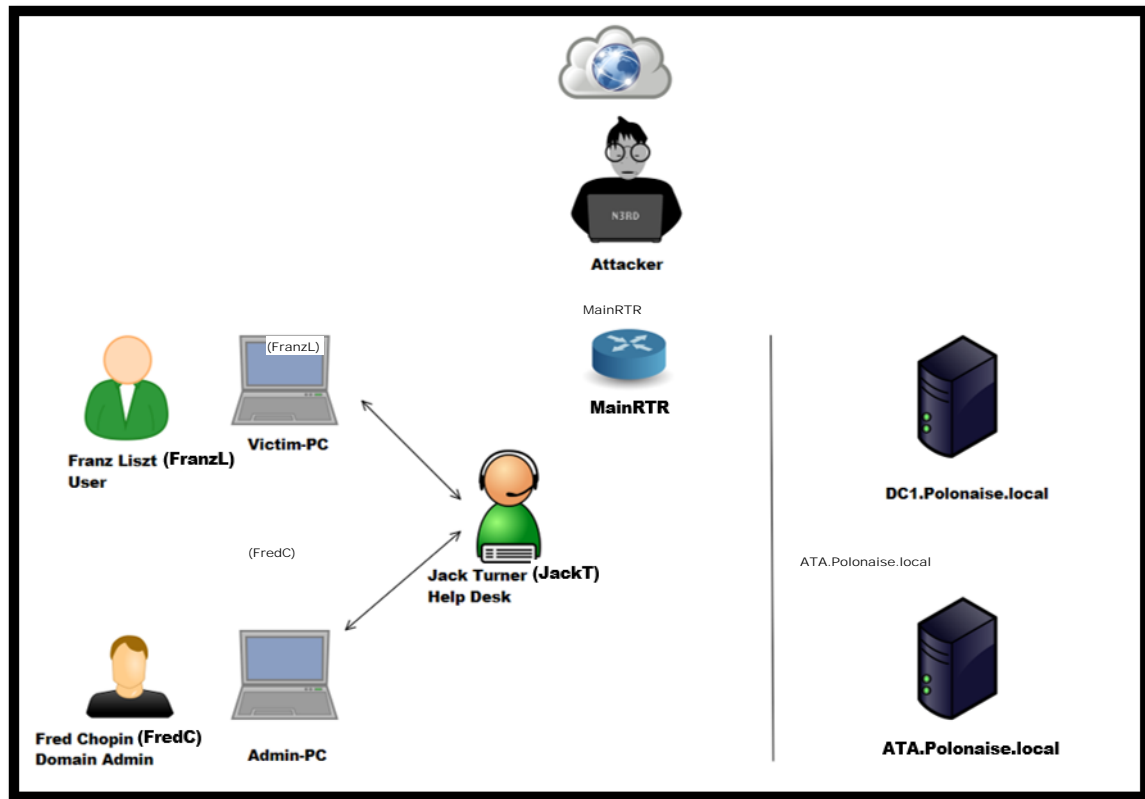 N3RD
Attacker
MainRTR
MainRTR
(FranzL)
Victim-PC
Franz Liszt (FranzL)
User
DC1.Polonaise.local
(FredC)
Jack Turner (JackT)
Help Desk
ATA.Polonaise.local
Fred Chopin (FredC)
Domain Admin
Admin-PC
ATA.Polonaise.local